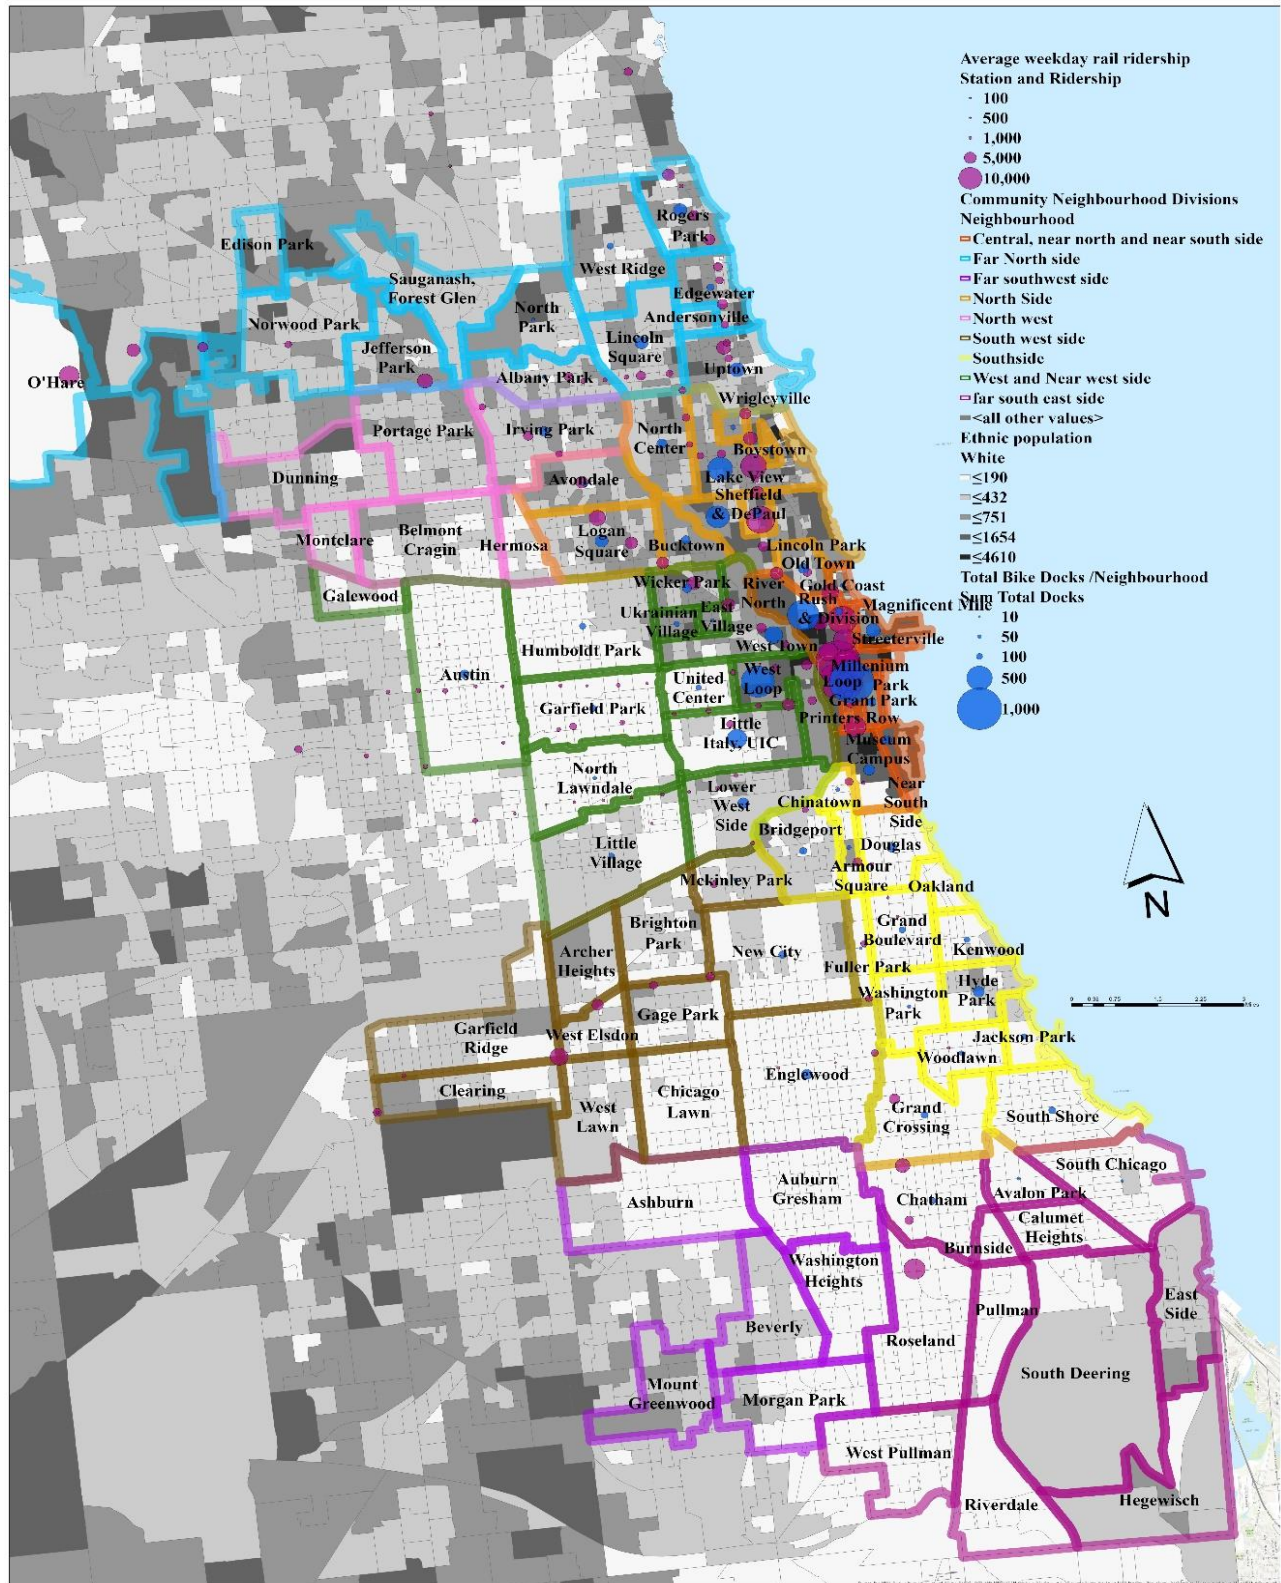 Average weekday rail ridership
Station and Ridership
100
500
1,000
5,000
10,000
Community Neighbourhood Divisions
Neighbourhood
Central, near north and near south side
Far North side
Far southwest side
North Side
North west
South west side
Southside
West and Near west side
far south east side
<all other values>
Ethnic population
White
≤190
≤432
≤751
≤1654
≤4610
Total Bike Docks /Neighbourhood
Sum Total Docks
10
50
100
500
1,000
Rogers
Park
Edison Park
West Ridge
Sauganash,
Forest Glen
Edgewater
North
Park
Andersonville
Norwood Park
Lincoln
Square
Jefferson
Park
Uptown
O'Hare
Albany Park
Wrigleyville
Portage Park
Irving Park
North
Center
Boystown
Dunning
Avondale
Lake View
Sheffield
& DePaul
Montclare
Belmont
Cragin
Hermosa
Logan
Square
Bucktown
Lincoln Park
Old Town
Galewood
Wicker Park
River
North
Gold Coast
Rush
& Division
Magnificent Mile
Ukrainian
Village
East
Village
Streeterville
West Town
Humboldt Park
Austin
United
Center
West
Loop
Millenium
Park
Loop
Grant Park
Garfield Park
Printers Row
Little
Italy, UIC
Museum
Campus
North
Lawndale
Lower
West
Side
Chinatown
Near
South
Side
Bridgeport
Little
Village
Douglas
Mckinley Park
Armour
Square
Oakland
Brighton
Park
Grand
Boulevard
Archer
Heights
New City
Kenwood
Fuller Park
Hyde
Park
Washington
Park
Gage Park
Garfield
Ridge
West Elsdon
Jackson Park
Woodlawn
Clearing
Englewood
Chicago
Lawn
West
Lawn
Grand
Crossing
South Shore
South Chicago
Auburn
Gresham
Ashburn
Chatham
Avalon Park
Calumet
Heights
Burnside
Washington
Heights
East
Side
Pullman
Beverly
Roseland
South Deering
Mount
Greenwood
Morgan Park
West Pullman
Riverdale
Hegewisch
N